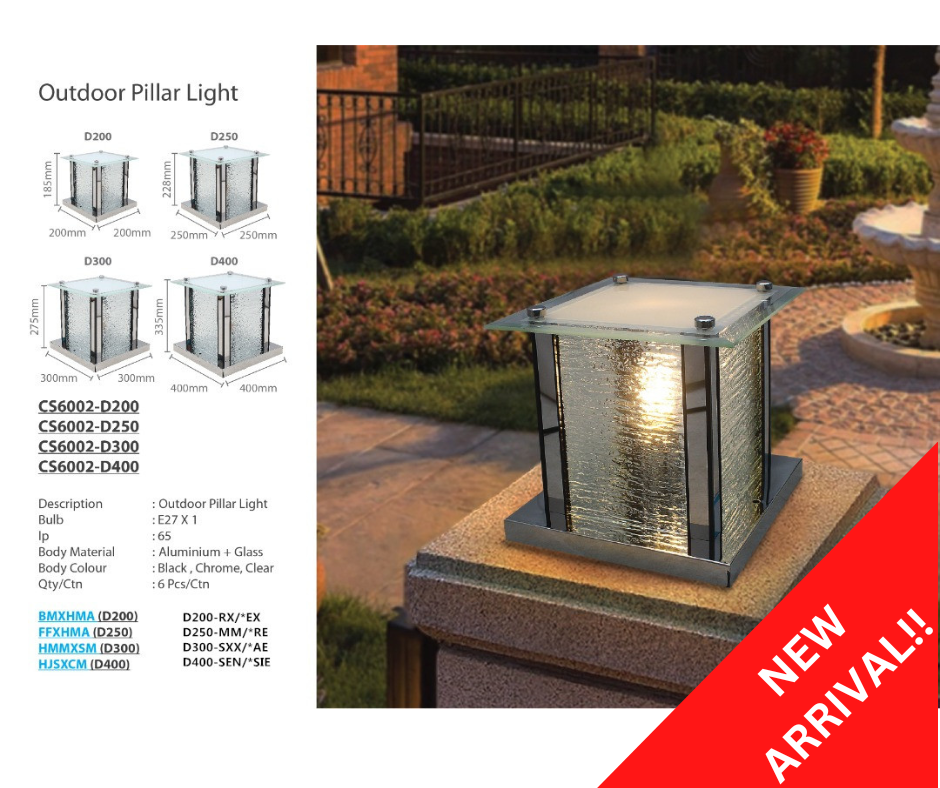 Outdoor Pillar Light
D200
D250
185mm
200mm
200mm
228mm
250mm
250mm
D300
D400
275mm
300mm
300mm
335mm
400mm
400mm
CS6002-D200
CS6002-D250
CS6002-D300
CS6002-D400
Description : Outdoor Pillar Light
Bulb : E27 X 1
Ip : 65
Body Material : Aluminium + Glass
Body Colour : Black , Chrome, Clear
Qty/Ctn : 6 Pcs/Ctn
BMXHMA (D200) D200-RX/*EX
FFXHMA (D250) D250-MM/*RE
HMMXSM (D300) D300-SXX/*AE
HJSXCM (D400) D400-SEN/*SIE
NEW
ARRIVAL!!